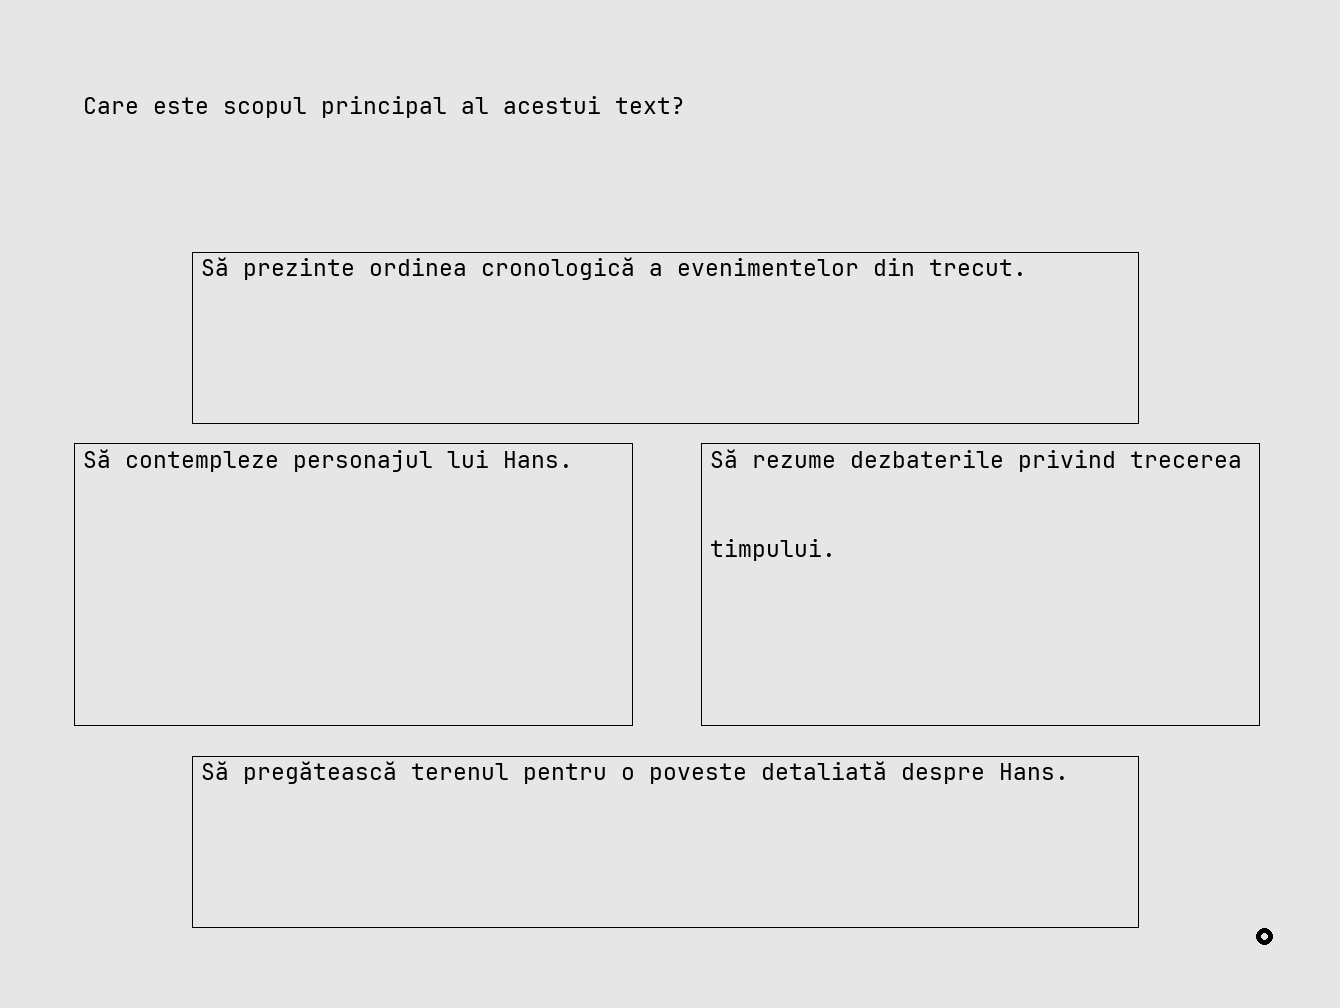 Care este scopul principal al acestui text?
Să prezinte ordinea cronologică a evenimentelor din trecut.
Să contempleze personajul lui Hans.
Să rezume dezbaterile privind trecerea
timpului.
Să pregătească terenul pentru o poveste detaliată despre Hans.